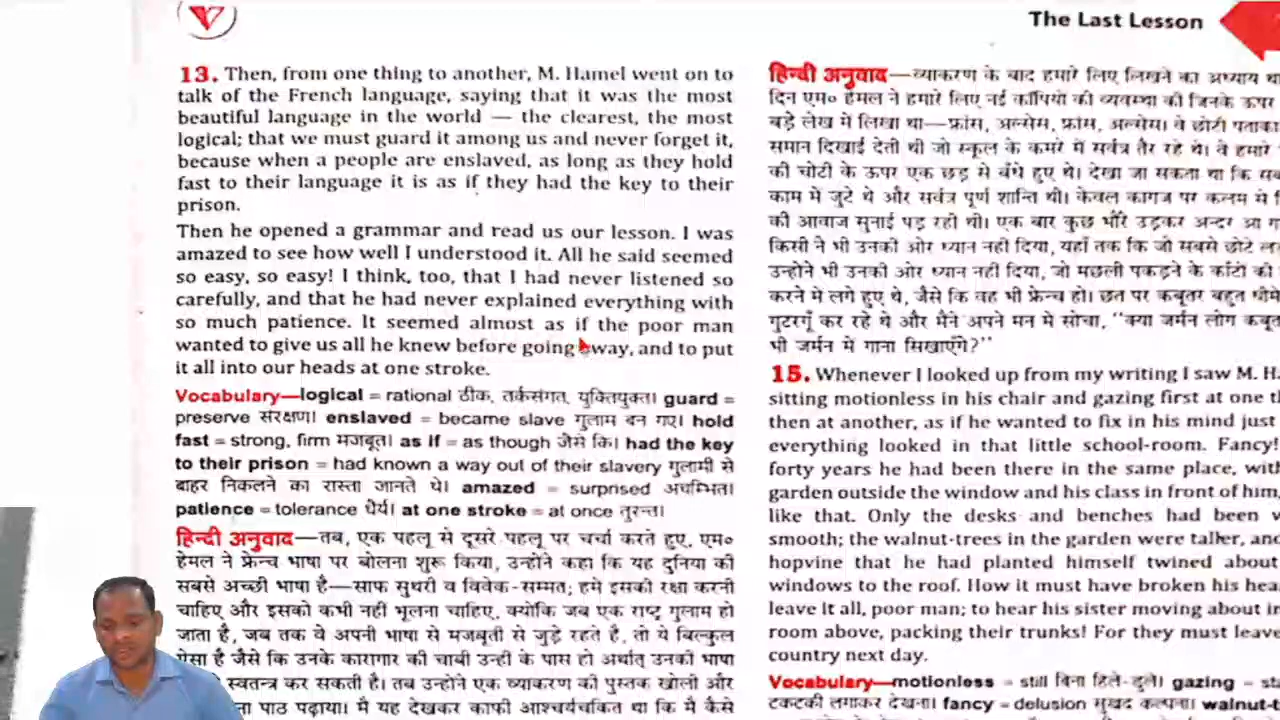 The Last Lesson
13. Then, from one thing to another, M. Hamel went on to
talk of the French language, saying that it was the most
beautiful language in the world — the clearest, the most
logical; that we must guard it among us and never forget it,
because when a people are enslaved, as long as they hold
fast to their language it is as if they had the key to their
prison.
Then he opened a grammar and read us our lesson. I was
amazed to see how well I understood it. All he said seemed
so easy, so easy! I think, too, that I had never listened so
carefully, and that he had never explained everything with
so much patience. It seemed almost as if the poor man
wanted to give us all he knew before going away, and to put
it all into our heads at one stroke.
Vocabulary—logical = rational ठीक, तर्कसंगत, युक्तियुक्त। guard =
preserve संरक्षण। enslaved = became slave गुलाम बन गए। hold
fast = strong, firm मजबूत। as if = as though जैसे कि। had the key
to their prison = had known a way out of their slavery गुलामी से
बाहर निकलने का रास्ता जानते थे। amazed = surprised अचम्भित।
patience = tolerance धैर्य। at one stroke = at once तुरन्त।
हिन्दी अनुवाद—तब, एक पहलू से दूसरे पहलू पर चर्चा करते हुए, एम०
हेमल ने फ्रेन्च भाषा पर बोलना शुरू किया, उन्होंने कहा कि यह दुनिया की
सबसे अच्छी भाषा है—साफ सुथरी व विवेक-सम्मत; हमें इसकी रक्षा करनी
चाहिए और इसको कभी नहीं भूलना चाहिए, क्योंकि जब एक राष्ट्र गुलाम हो
जाता है, जब तक वे अपनी भाषा से मजबूती से जुड़े रहते हैं, तो ये बिल्कुल
ऐसा है जैसे कि उनके कारागार की चाबी उन्हीं के पास हो अर्थात् उनकी भाषा
स्वतन्त्र कर सकती है। तब उन्होंने एक व्याकरण की पुस्तक खोली और
पाठ पढ़ाया। मैं यह देखकर काफी आश्चर्यचकित था कि मैं कैसे
हिन्दी अनुवाद—व्याकरण के बाद हमारे लिए लिखने का अध्याय
दिन एम० हेमल ने हमारे लिए नई कॉपियों की व्यवस्था की जिनके ऊपर
बड़े लेख में लिखा था—फ्रांस, अल्सेस, फ्रांस, अल्सेस। वे छोटी
समान दिखाई देती थी जो स्कूल के कमरे में सर्वत्र तैर रहे थे। वे हमारे
की चोटी के ऊपर एक छड़ से बँधे हुए थे। देखा जा सकता था कि
काम में जुटे थे और सर्वत्र पूर्ण शान्ति थी। केवल कागज पर कलम
की आवाज सुनाई पड़ रही थी। एक बार कुछ भौंरे उड़कर अन्दर आ
किसी ने भी उनकी ओर ध्यान नहीं दिया, यहाँ तक कि जो सबसे छोटे
उन्होंने भी उनकी ओर ध्यान नहीं दिया, जो मछली पकड़ने के काँटों की
करने में लगे हुए थे, जैसे कि वह भी फ्रेन्च हो। छत पर कबूतर बहुत
गुटरगूँ कर रहे थे और मैंने अपने मन में सोचा, “क्या जर्मन लोग
भी जर्मन में गाना सिखाएँगे?”
15. Whenever I looked up from my writing I saw M.
sitting motionless in his chair and gazing first at one
then at another, as if he wanted to fix in his mind just
everything looked in that little school-room. Fancy!
forty years he had been there in the same place, with
garden outside the window and his class in front of him,
like that. Only the desks and benches had been
smooth; the walnut-trees in the garden were taller, and
hopvine that he had planted himself twined about
windows to the roof. How it must have broken his
leave it all, poor man; to hear his sister moving about in
room above, packing their trunks! For they must leave
country next day.
Vocabulary—motionless = still बिना हिले-डुले। gazing =
टकटकी लगाकर देखना। fancy = delusion सुखद कल्पना।